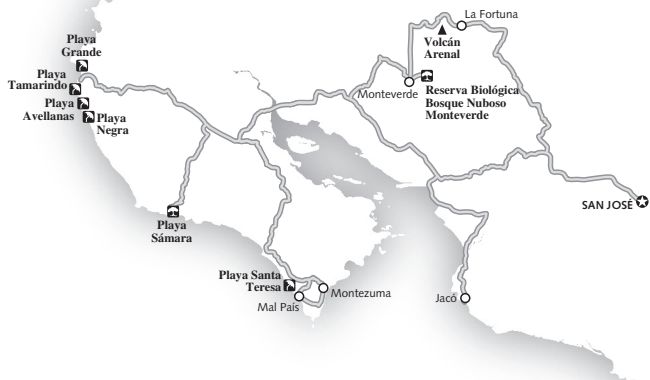 La Fortuna
Volcán
Arenal
Playa
Grande
Playa
Tamarindo
Playa
Avellanas
Playa
Negra
Monteverde
Reserva Biológica
Bosque Nuboso
Monteverde
SAN JOSÉ
Playa
Sámara
Playa Santa
Teresa
Mal País
Montezuma
Jacó